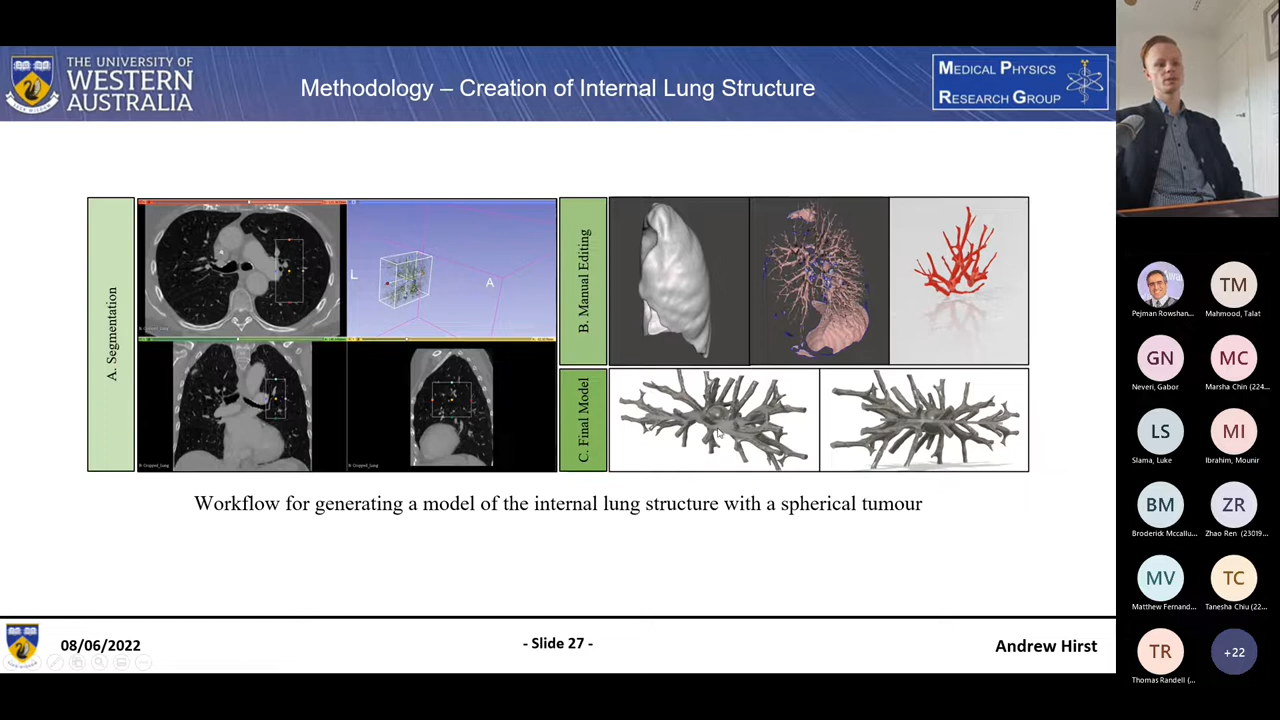 THE UNIVERSITY OF
WESTERN
AUSTRALIA
Methodology – Creation of Internal Lung Structure
MEDICAL PHYSICS
RESEARCH GROUP
A. Segmentation
L
A
B. Manual Editing
C. Final Model
Workflow for generating a model of the internal lung structure with a spherical tumour
08/06/2022
- Slide 27 -
Andrew Hirst
Pejman Rowshan...
TM
Mahmood, Talat
GN
Neveri, Gabor
MC
Marsha Chin (224...
LS
Slama, Luke
MI
Ibrahim, Mounir
BM
Broderick Mccallu...
ZR
Zhao Ren (23019...
MV
Matthew Fernand...
TC
Tanesha Chiu (22...
TR
Thomas Randell (...
+22